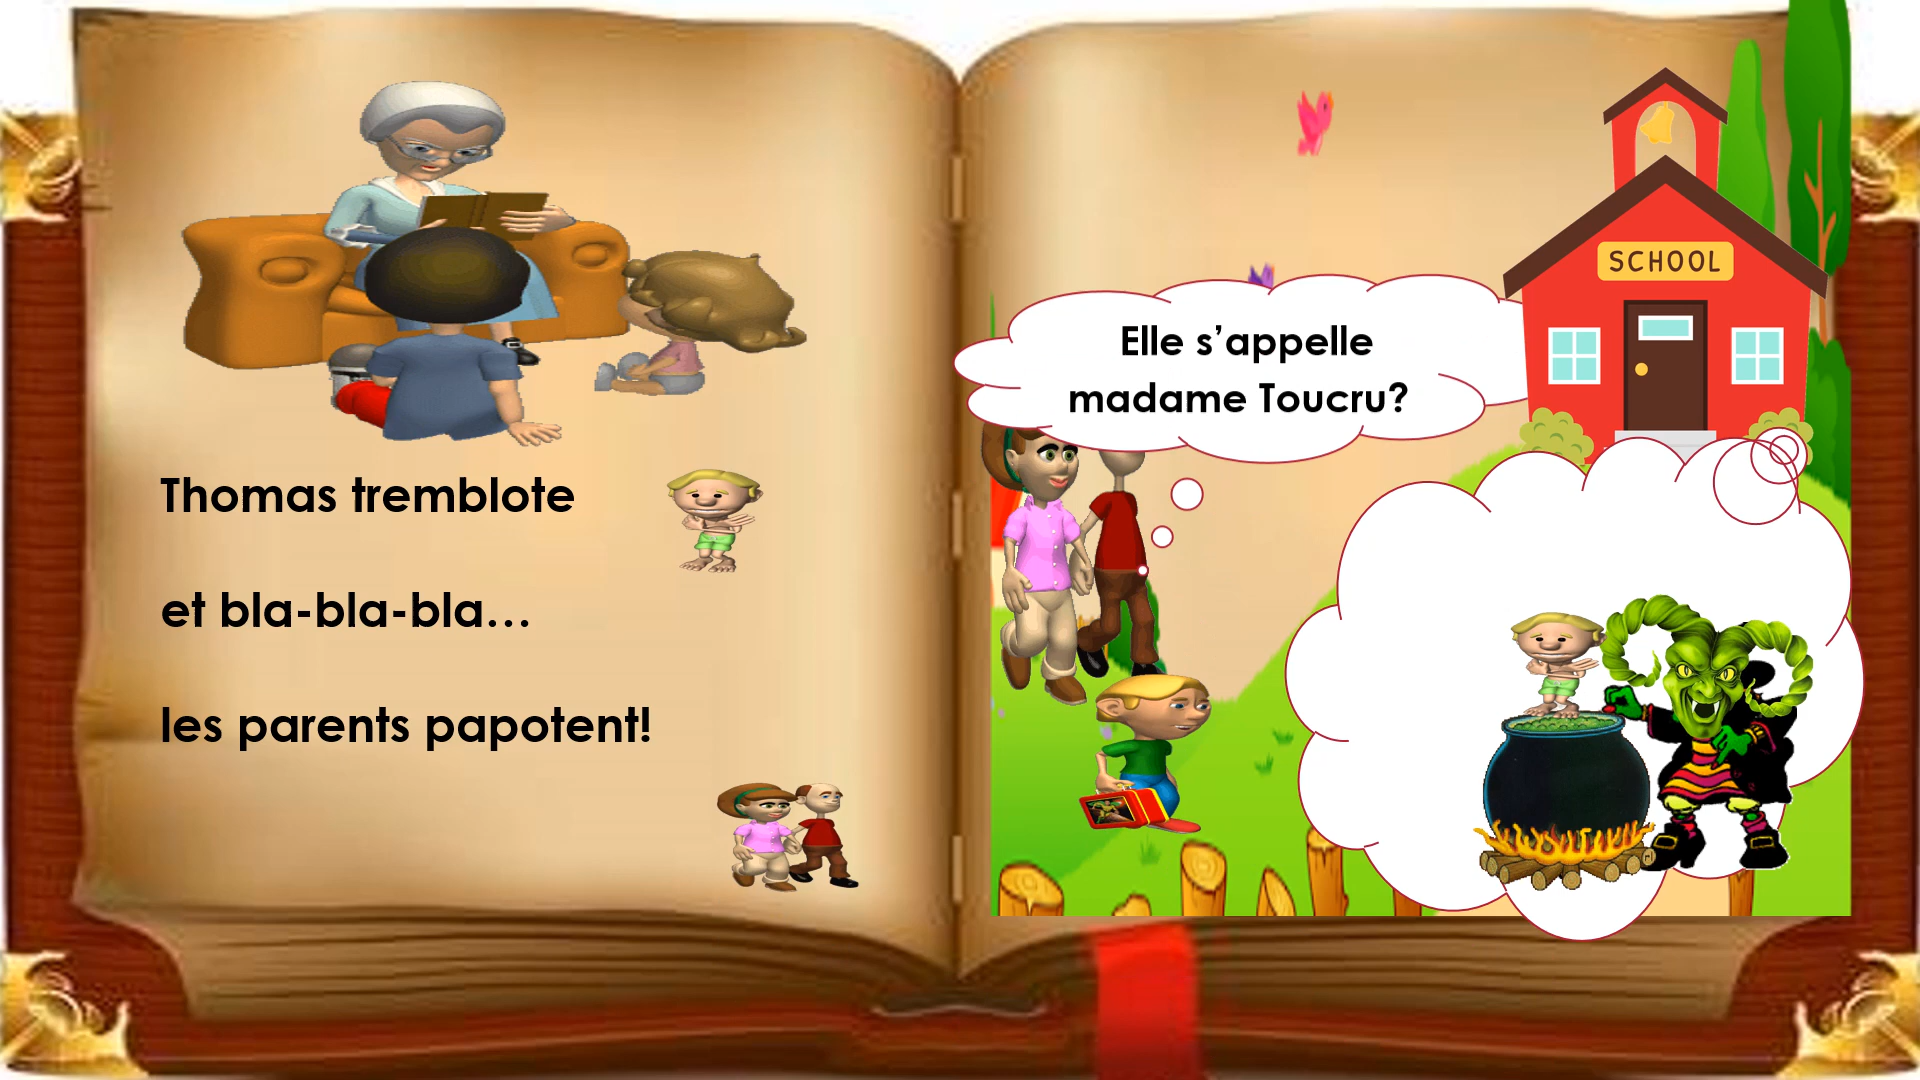 Thomas tremblote
et bla-bla-bla…
les parents papotent!
Elle s’appelle
madame Toucru?
SCHOOL